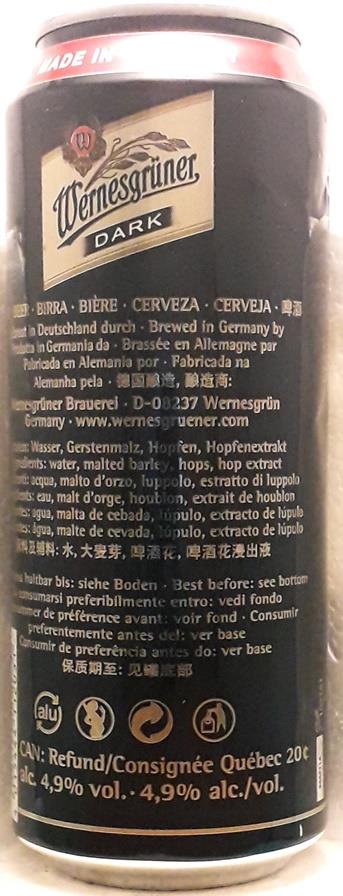 MADE IN
Wernesgrüner
DARK
BIRRA · BIÈRE · CERVEZA · CERVEJA · 啤酒
in Deutschland durch · Brewed in Germany by
in Germania da · Brassée en Allemagne par
Fabricada en Alemania por · Fabricada na
Alemanha pela · 德国酿造, 酿造商:
Wernesgrüner Brauerei · D-08237 Wernesgrün
Germany · www.wernesgruener.com
Wasser, Gerstenmalz, Hopfen, Hopfenextrakt
water, malted barley, hops, hop extract
acqua, malto d'orzo, luppolo, estratto di luppolo
eau, malt d'orge, houblon, extrait de houblon
agua, malta de cebada, lúpulo, extracto de lúpulo
água, malte de cevada, lúpulo, extracto de lúpulo
水, 大麦芽, 啤酒花, 啤酒花浸出液
haltbar bis: siehe Boden · Best before: see bottom
consumarsi preferibilmente entro: vedi fondo
de préférence avant: voir fond · Consumir
preferentemente antes del: ver base
Consumir de preferência antes do: ver base
保质期至: 见罐底部
alu
CAN: Refund/Consignée Québec 20¢
alc. 4,9% vol. · 4,9% alc./vol.